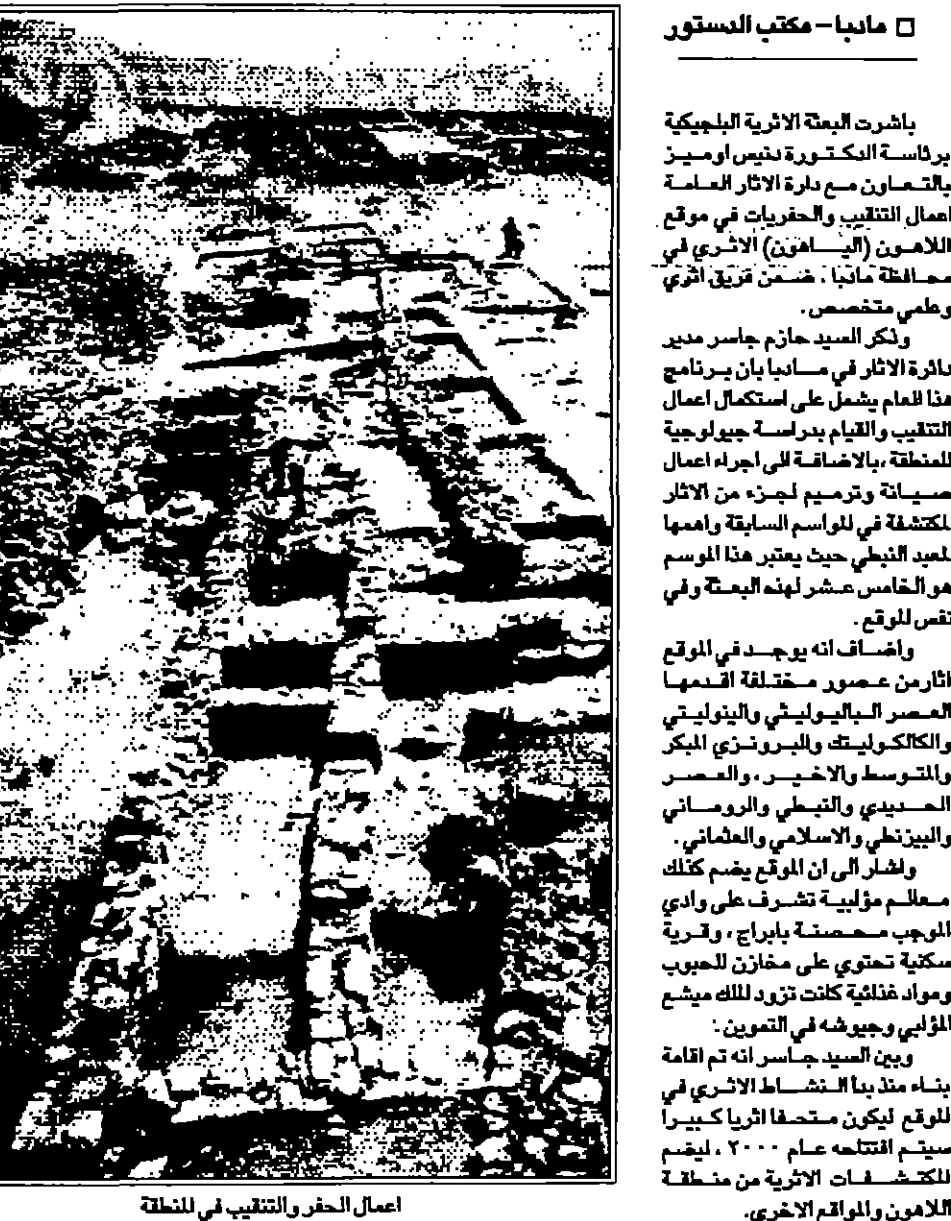 □ مادبا – مكتب الدستور
باشرت البعثة الاثرية البلجيكية
برئاسة الدكتورة دنيس اوميز
بالتعاون مع دارة الاثار العامة
اعمال التنقيب والحفريات في موقع
اللاهون (الياهون) الاثري في
محافظة مادبا ، ضمن فريق اثري
وعلمي متخصص .
وذكر السيد حازم جاسر مدير
دائرة الاثار في مادبا بان برنامج
هذا العام يشمل على استكمال اعمال
التنقيب والقيام بدراسة جيولوجية
للمنطقة ، بالاضافة الى اجراء اعمال
صيانة وترميم لجزء من الاثار
المكتشفة في المواسم السابقة واهمها
المعبد النبطي حيث يعتبر هذا الموسم
هو الخامس عشر لهذه البعثة وفي
نفس الموقع .
واضاف انه يوجد في الموقع
اثار من عصور مختلفة اقدمها
العصر الباليوليثي والينوليتي
والكالكوليتك والبرونزي المبكر
والمتوسط والاخير ، والعصر
الحديدي والنبطي والروماني
والبيزنطي والاسلامي والعثماني .
واشار الى ان الموقع يضم كذلك
معالم مؤابية تشرف على وادي
الموجب محصنة بابراج ، وقرية
سكنية تحتوي على مخازن للحبوب
ومواد غذائية كانت تزود الملك ميشع
المؤابي وجيوشه في التموين .
وبين السيد جاسر انه تم اقامة
بناء منذ بدأ النشاط الاثري في
الموقع ليكون متحفا اثريا كبيرا
سيتم افتتاحه عام ٢٠٠٠ ، ليضم
المكتشفات الاثرية من منطقة
اللاهون والمواقع الاخرى .
اعمال الحفر والتنقيب في المنطقة